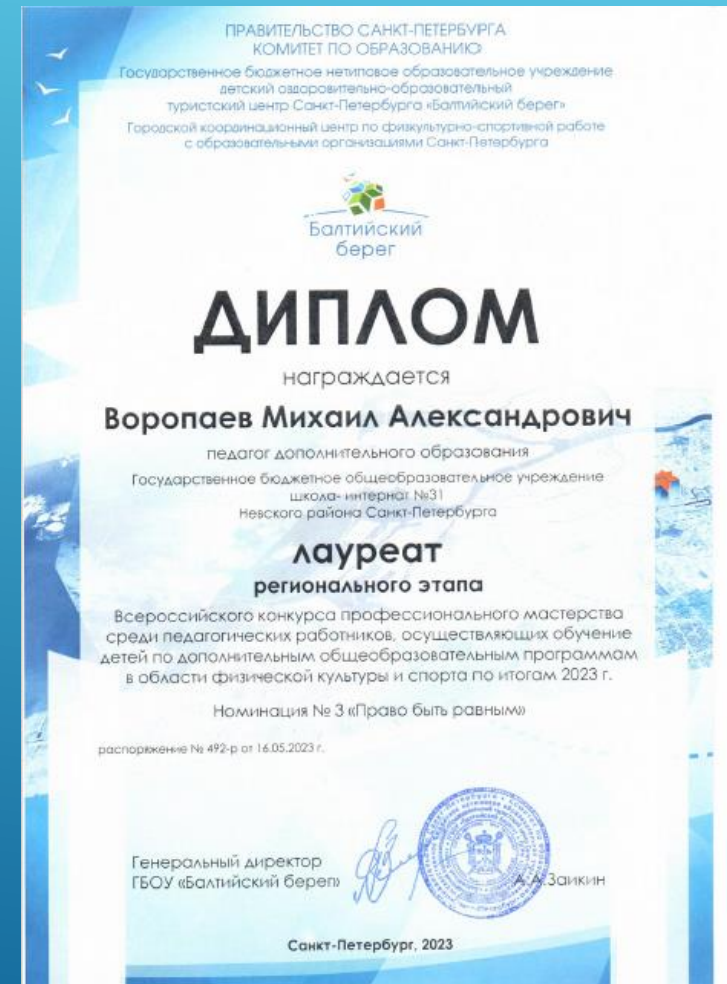 ПРАВИТЕЛЬСТВО САНКТ-ПЕТЕРБУРГА
КОМИТЕТ ПО ОБРАЗОВАНИЮ
Государственное бюджетное нетиповое образовательное учреждение
детский оздоровительно-образовательный
туристский центр Санкт-Петербурга «Балтийский берег»
Городской координационный центр по физкультурно-спортивной работе
с образовательными организациями Санкт-Петербурга
Балтийский
берег
ДИПЛОМ
награждается
Воропаев Михаил Александрович
педагог дополнительного образования
Государственное бюджетное общеобразовательное учреждение
школа- интернат №31
Невского района Санкт-Петербурга
лауреат
регионального этапа
Всероссийского конкурса профессионального мастерства
среди педагогических работников, осуществляющих обучение
детей по дополнительным общеобразовательным программам
в области физической культуры и спорта по итогам 2023 г.
Номинация № 3 «Право быть равным»
распоряжение № 492-р от 16.05.2023 г.
Генеральный директор
ГБОУ «Балтийский берег»
А.А.Заикин
Санкт-Петербург, 2023